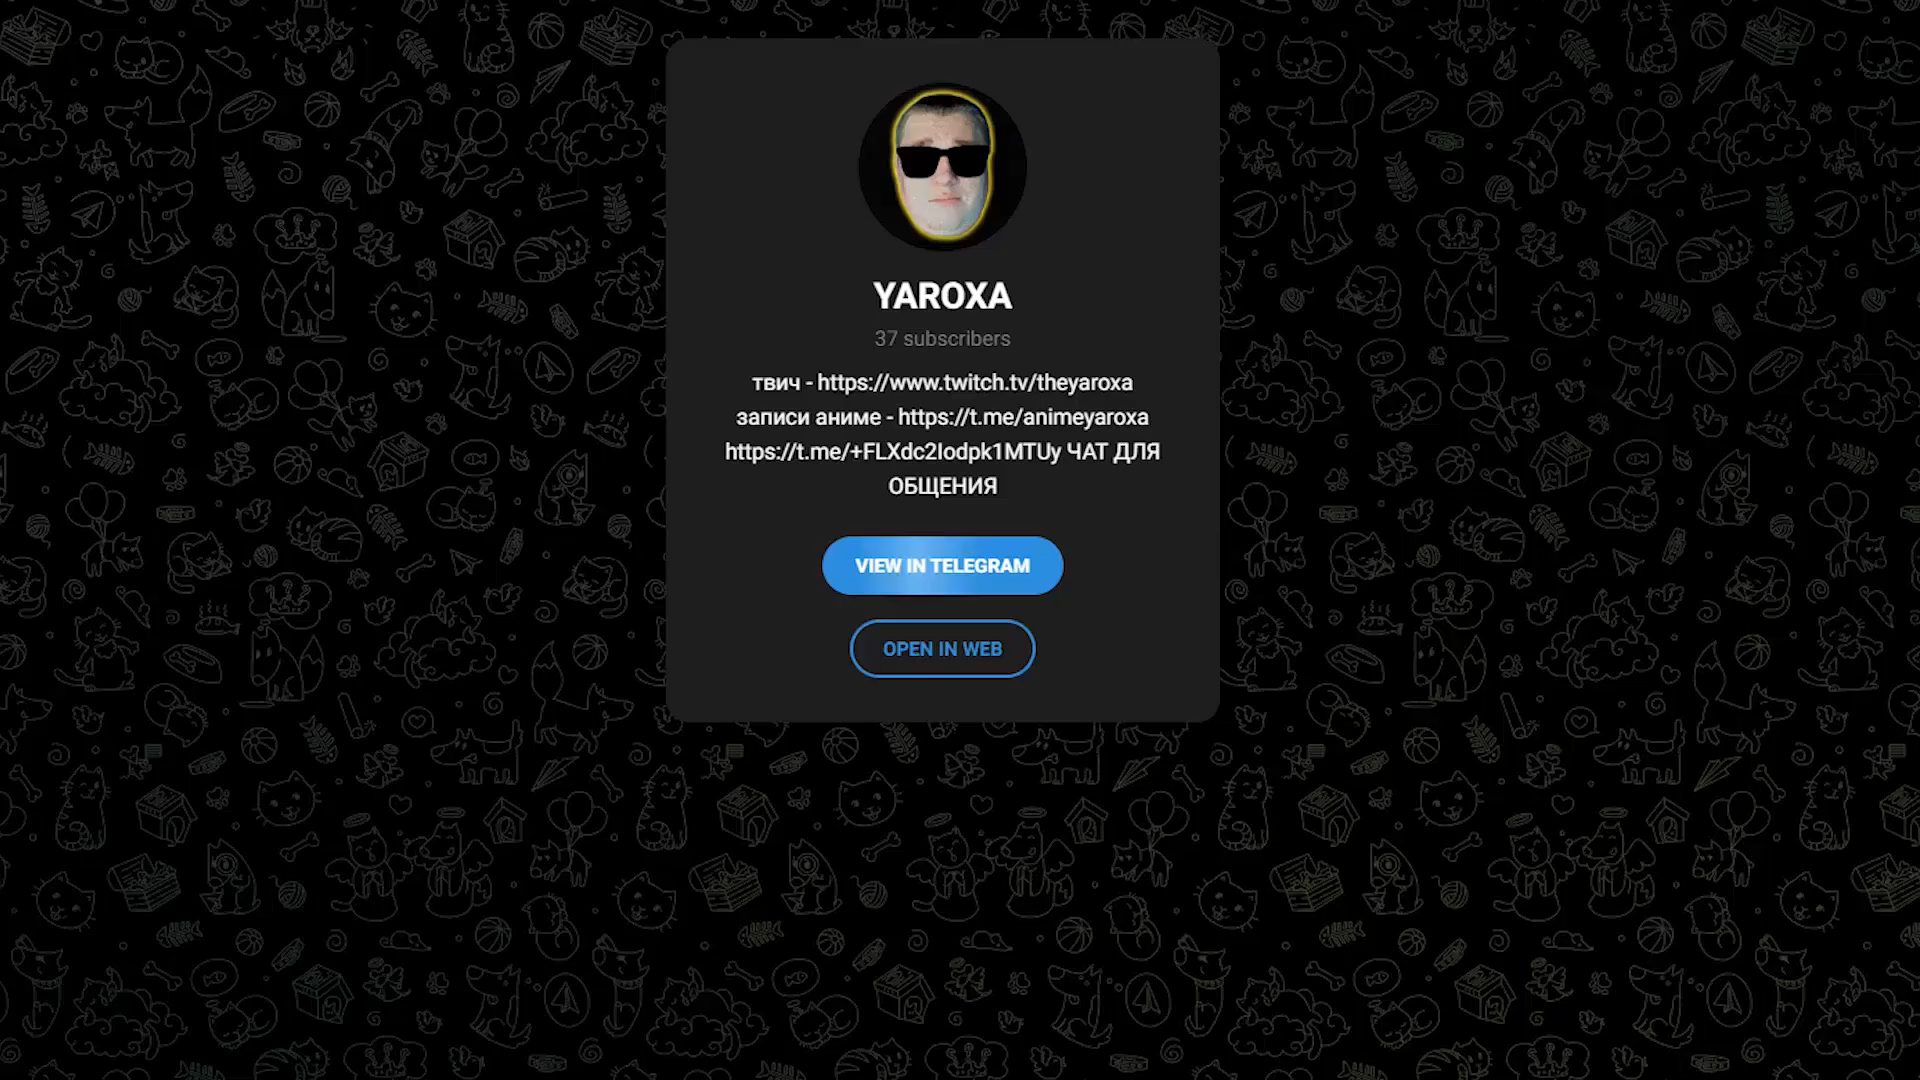 YAROXA
37 subscribers
твич - https://www.twitch.tv/theyaroxa
записи аниме - https://t.me/animeyaroxa
https://t.me/+FLXdc2Iodpk1MTUy ЧАТ ДЛЯ
ОБЩЕНИЯ
VIEW IN TELEGRAM
OPEN IN WEB